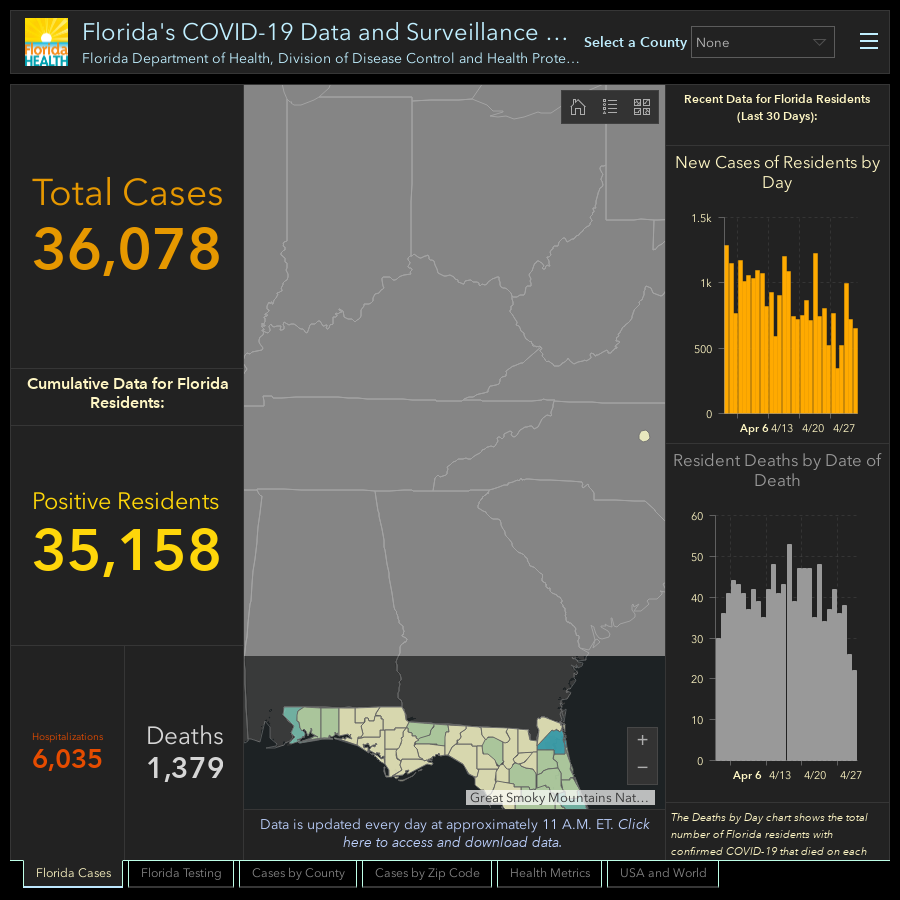 Florida HEALTH
Florida's COVID-19 Data and Surveillance ...
Florida Department of Health, Division of Disease Control and Health Prote...
Select a County
None
Total Cases
36,078
Cumulative Data for Florida
Residents:
Positive Residents
35,158
Hospitalizations
6,035
Deaths
1,379
+
−
Great Smoky Mountains Nat...
Data is updated every day at approximately 11 A.M. ET. Click
here to access and download data.
Recent Data for Florida Residents
(Last 30 Days):
New Cases of Residents by
Day
1.5k
1k
500
0
Apr 6 4/13 4/20 4/27
Resident Deaths by Date of
Death
60
50
40
30
20
10
0
Apr 6 4/13 4/20 4/27
The Deaths by Day chart shows the total
number of Florida residents with
confirmed COVID-19 that died on each
Florida Cases
Florida Testing
Cases by County
Cases by Zip Code
Health Metrics
USA and World